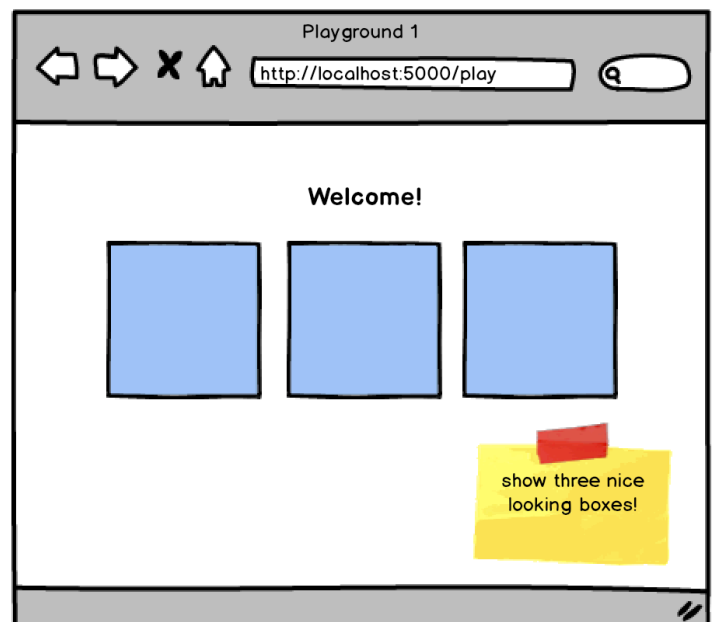 Playground 1
http://localhost:5000/play
Welcome!
show three nice
looking boxes!